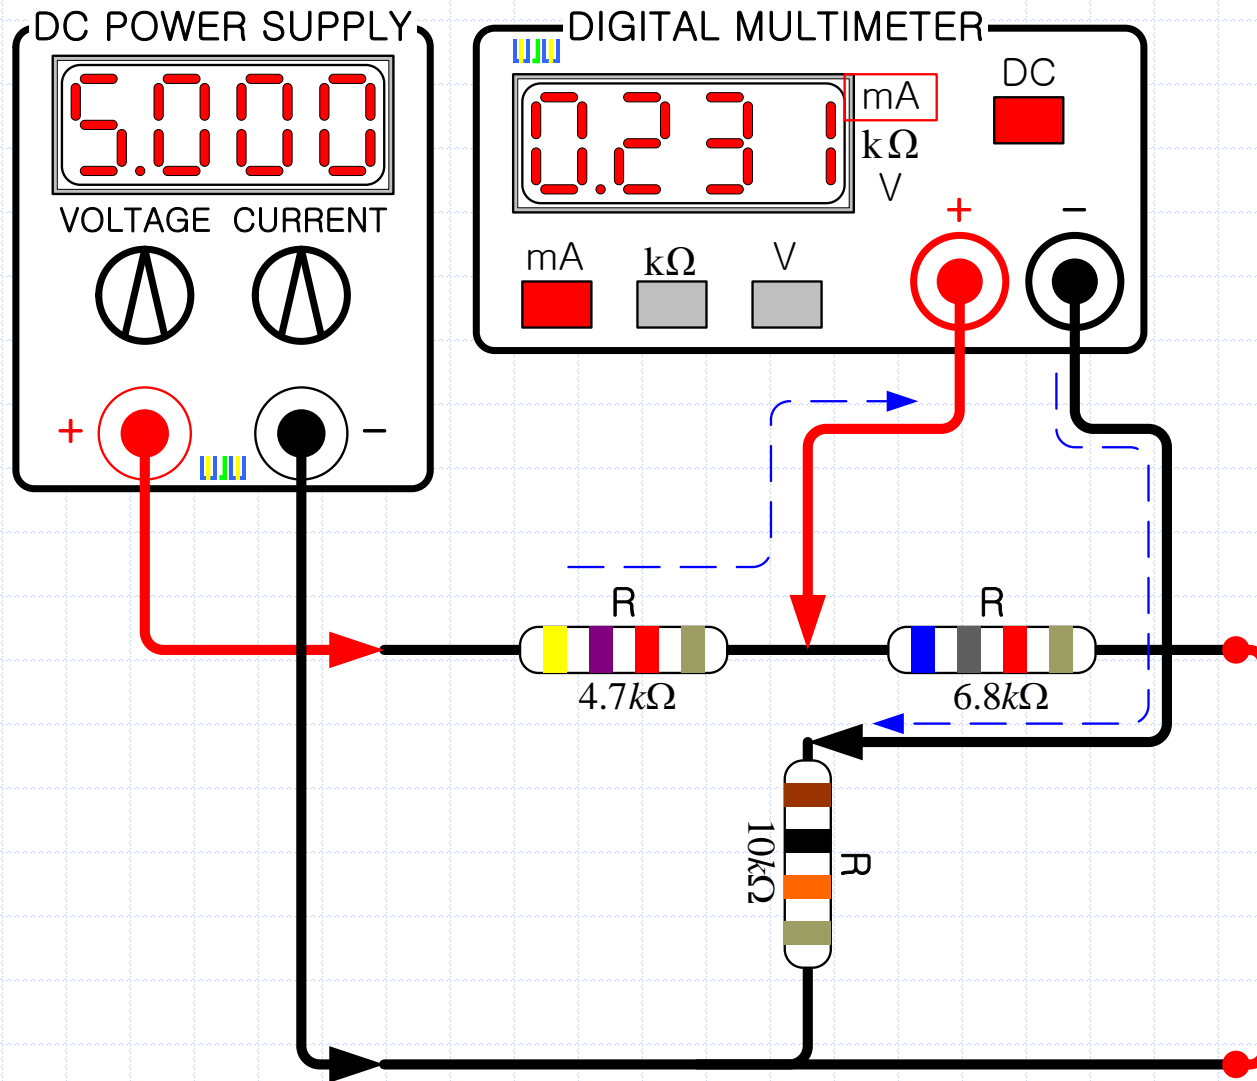 DC POWER SUPPLY
5.000
VOLTAGE CURRENT
+
−
DIGITAL MULTIMETER
0.231
mA
kΩ
V
DC
mA
kΩ
V
+
−
R
4.7kΩ
R
6.8kΩ
R
10kΩ